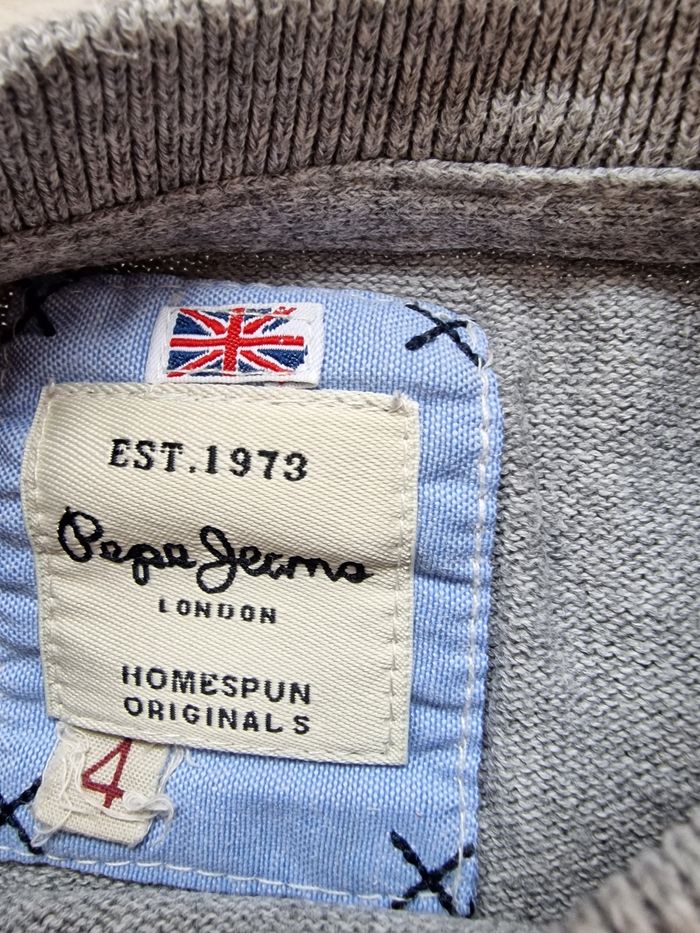 EST.1973
Pepe Jeans
LONDON
HOMESPUN
ORIGINALS
4